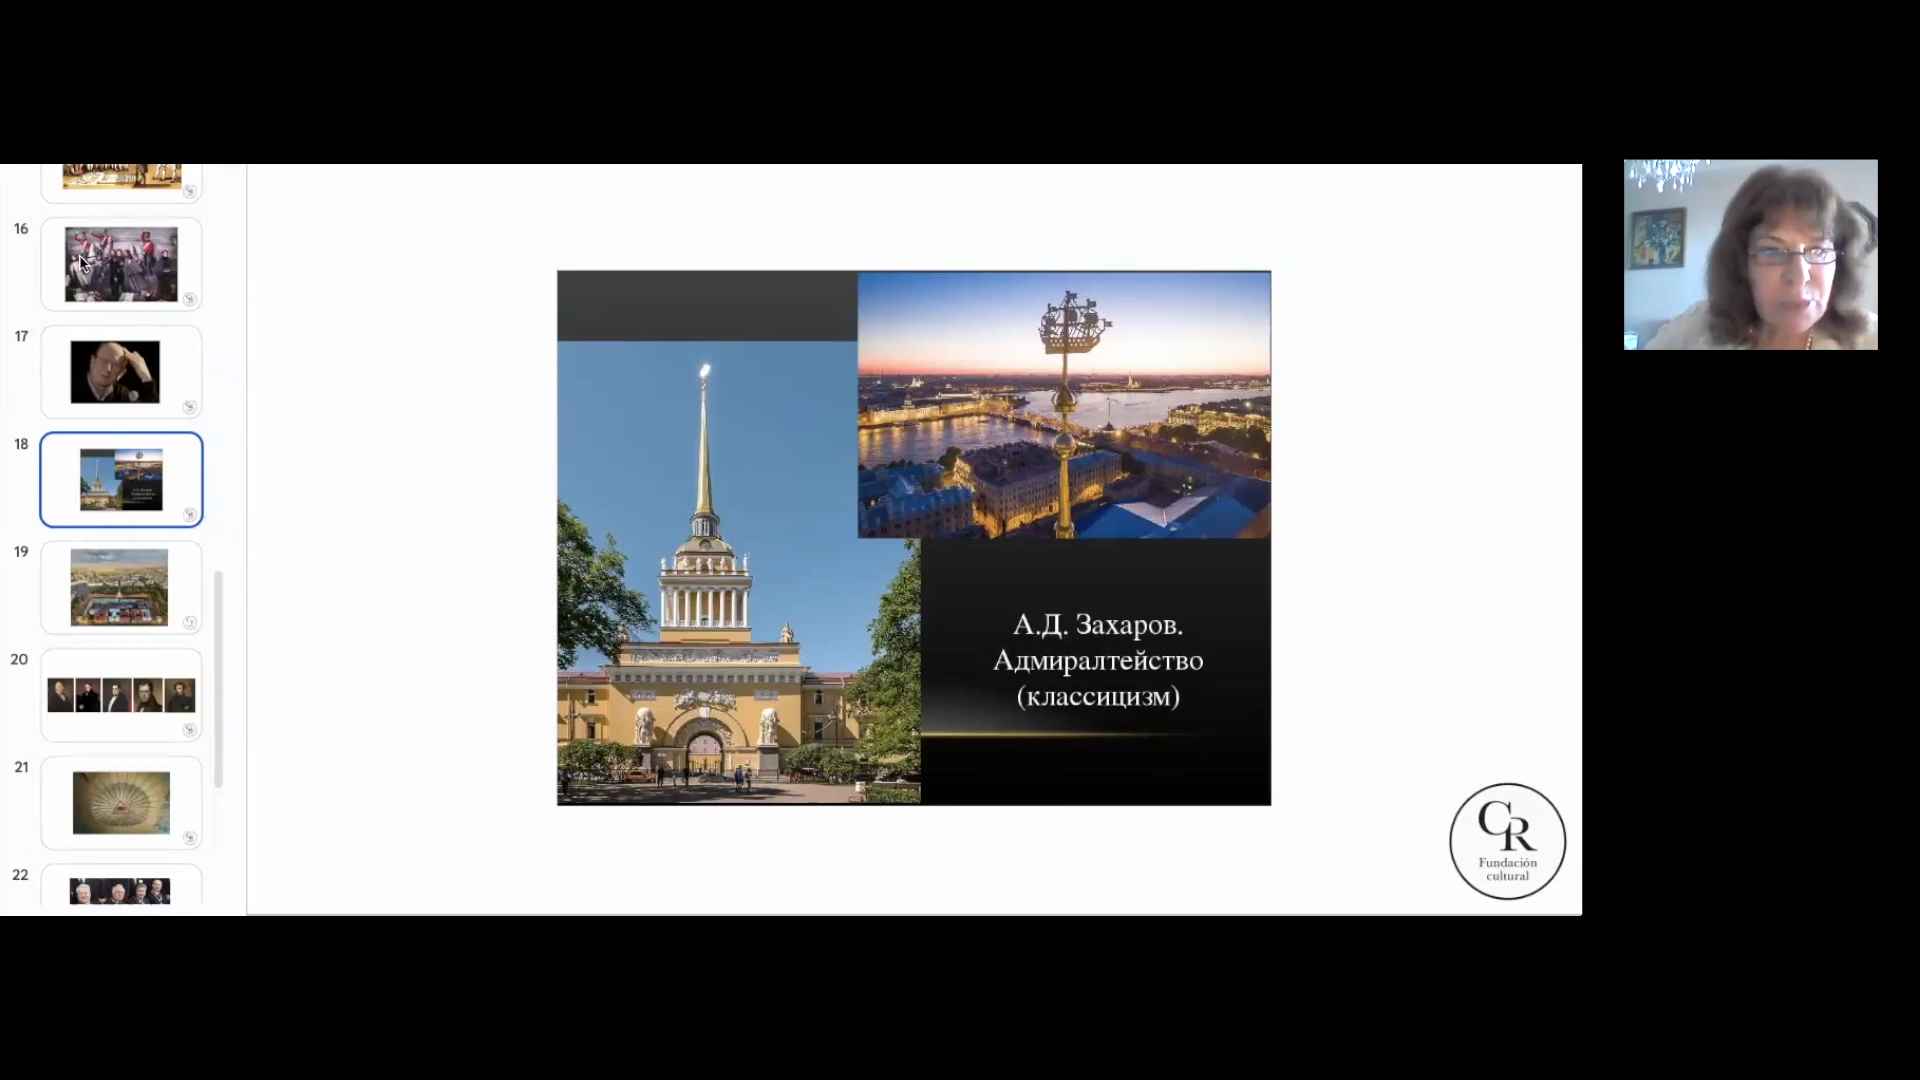 16
17
18
19
20
21
22
А.Д. Захаров.
Адмиралтейство
(классицизм)
CR
Fundación
cultural